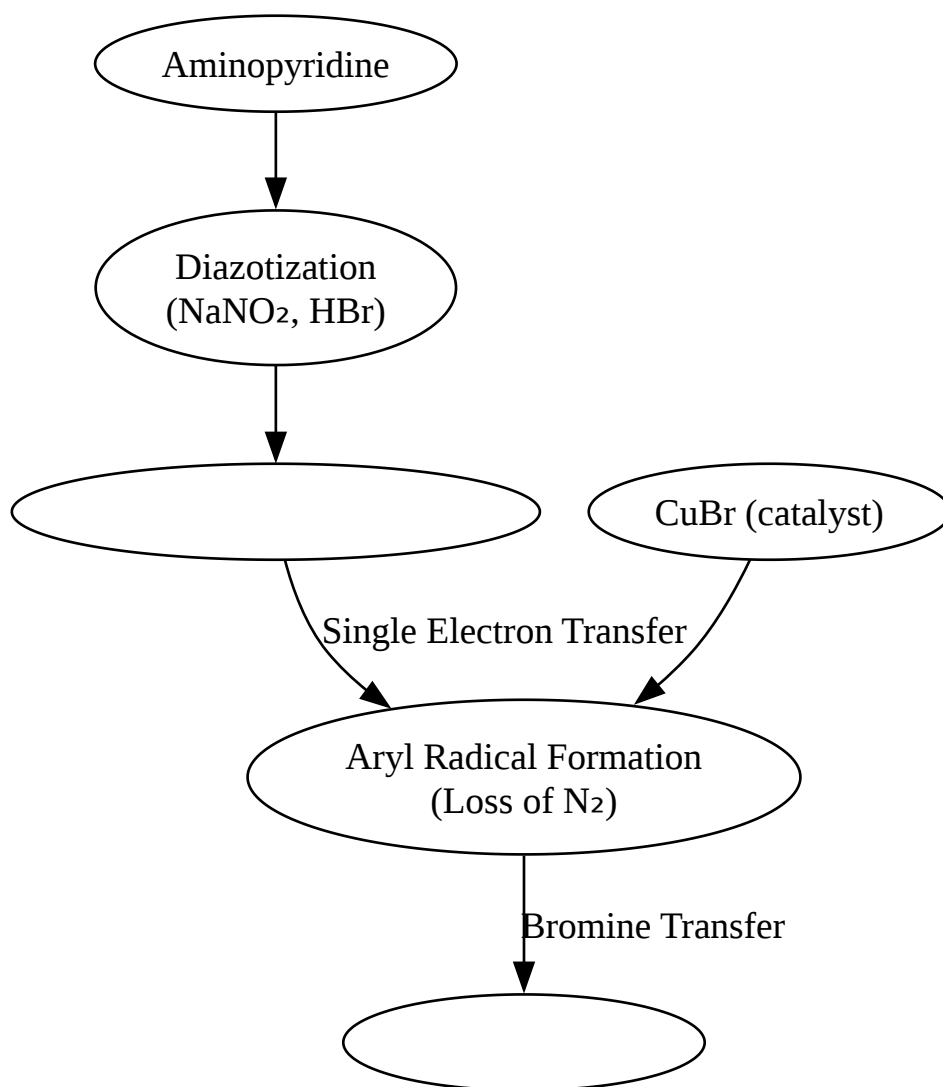 Aminopyridine
Diazotization
(NaNO₂, HBr)
CuBr (catalyst)
Single Electron Transfer
Aryl Radical Formation
(Loss of N₂)
Bromine Transfer